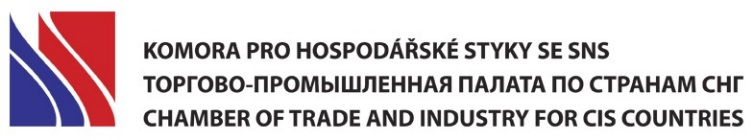 KOMORA PRO HOSPODÁŘSKÉ STYKY SE SNS
ТОРГОВО-ПРОМЫШЛЕННАЯ ПАЛАТА ПО СТРАНАМ СНГ
CHAMBER OF TRADE AND INDUSTRY FOR CIS COUNTRIES